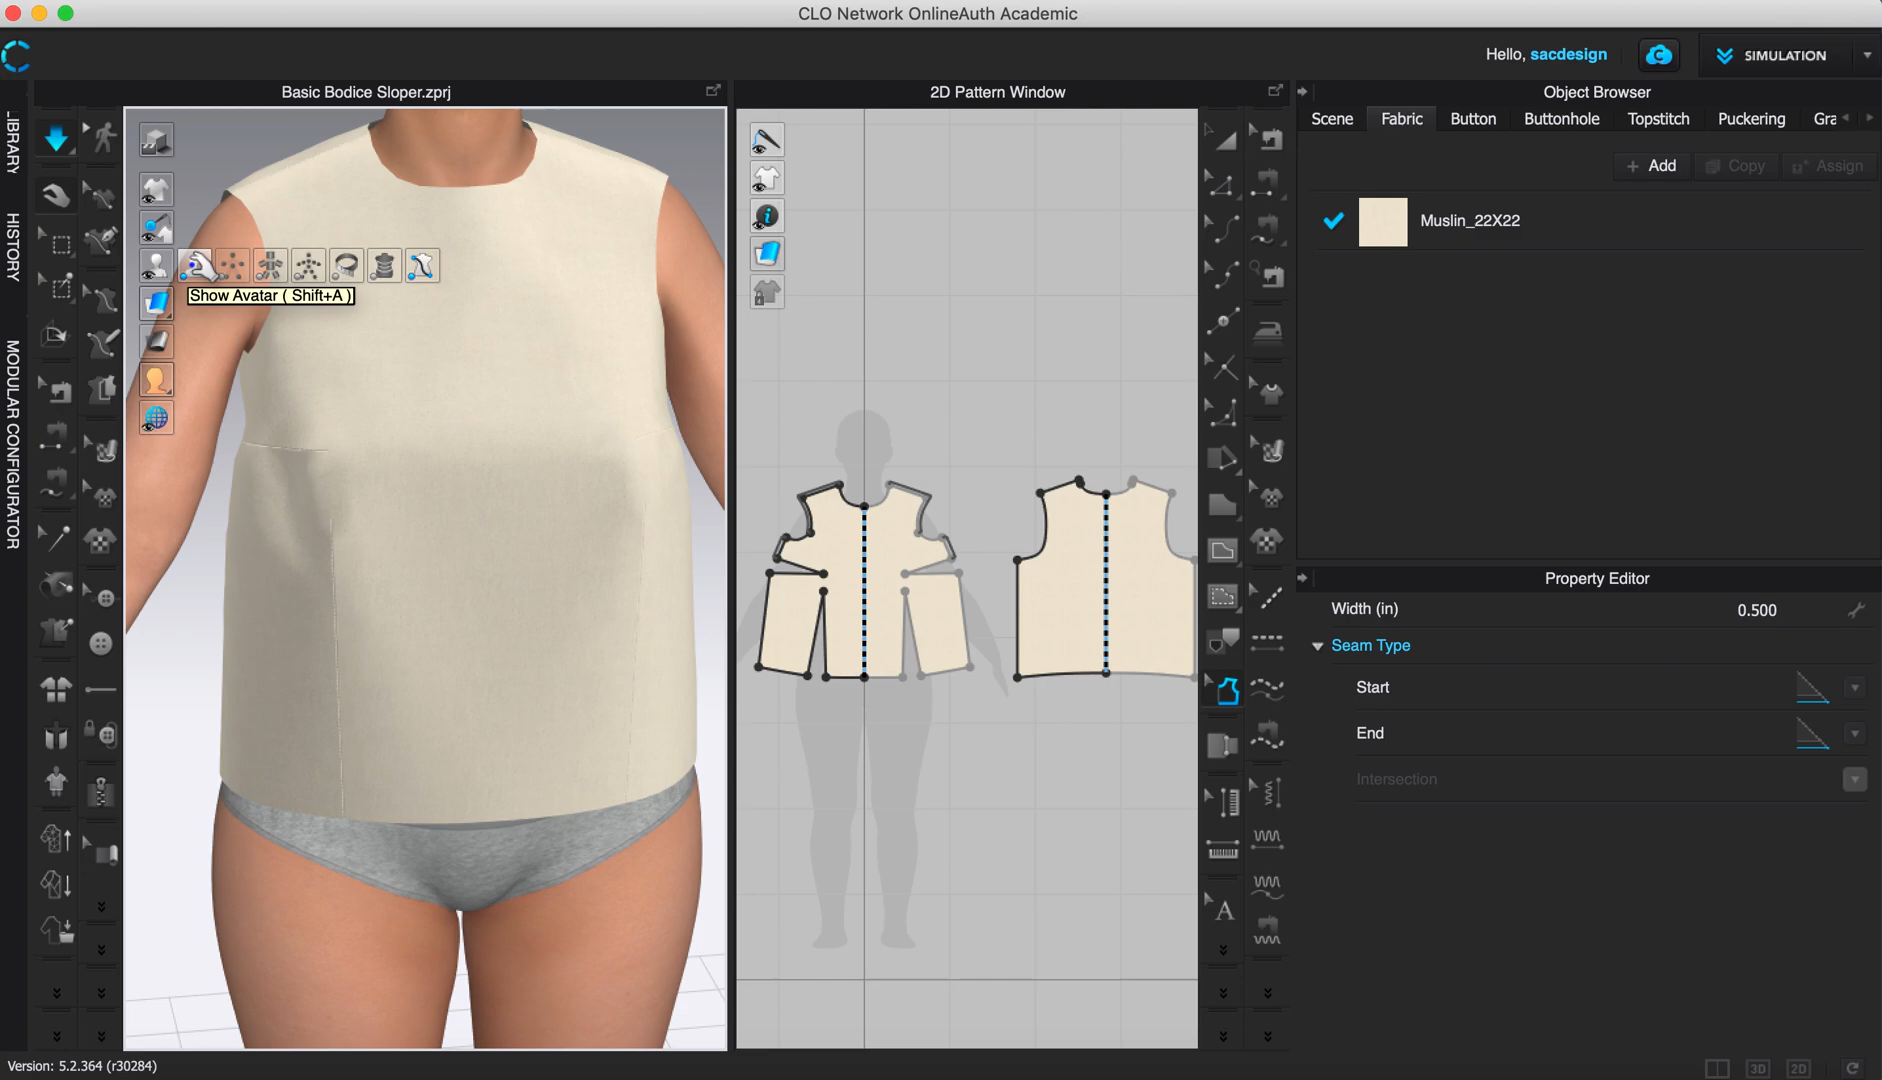 CLO Network OnlineAuth Academic
Hello, sacdesign
SIMULATION
LIBRARY
HISTORY
MODULAR CONFIGURATOR
Basic Bodice Sloper.zprj
Show Avatar ( Shift+A )
2D Pattern Window
Object Browser
Scene
Fabric
Button
Buttonhole
Topstitch
Puckering
Gra
+ Add
Copy
Assign
Muslin_22X22
Property Editor
Width (in)
0.500
Seam Type
Start
End
Intersection
A
Version: 5.2.364 (r30284)
3D
2D